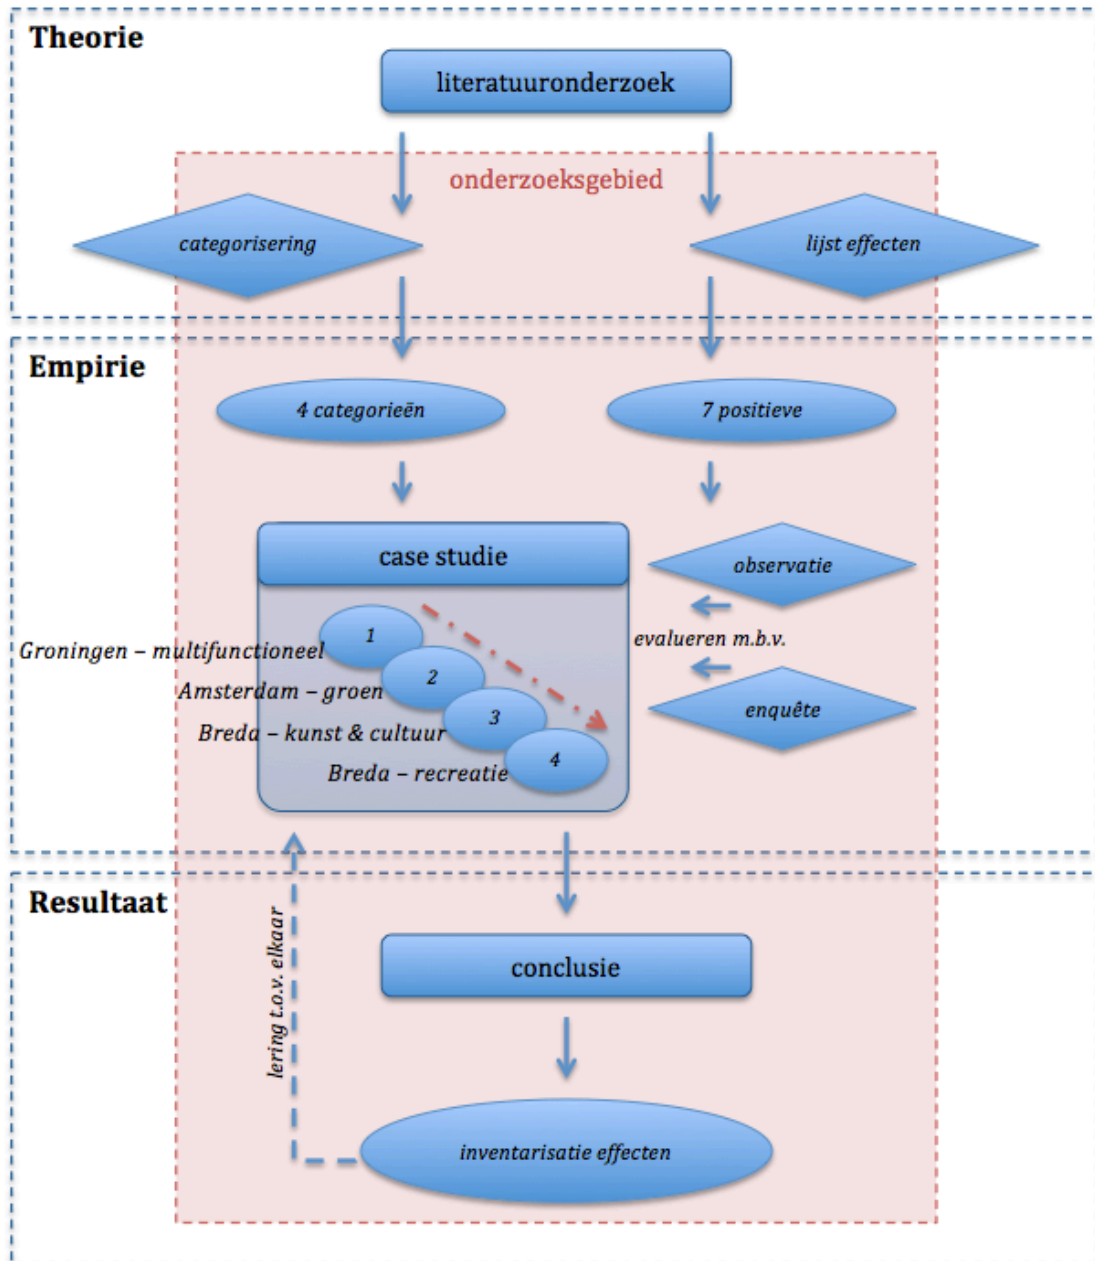 Theorie
literatuuronderzoek
onderzoeksgebied
categorisering
lijst effecten
Empirie
4 categorieën
7 positieve
case studie
observatie
1
evalueren m.b.v.
Groningen – multifunctioneel
2
Amsterdam – groen
enquête
3
Breda – kunst & cultuur
4
Breda – recreatie
Resultaat
lering t.o.v. elkaar
conclusie
inventarisatie effecten